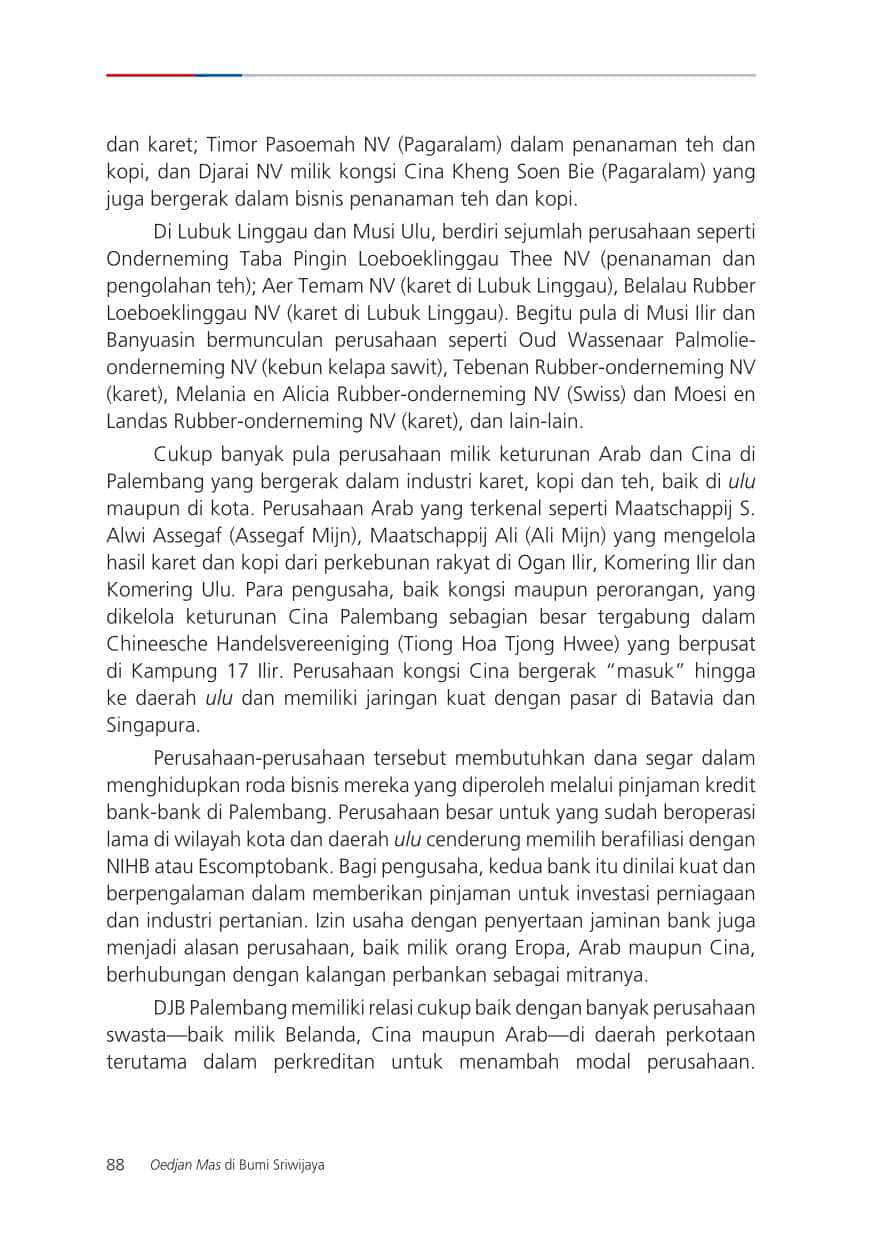 dan karet; Timor Pasoemah NV (Pagaralam) dalam penanaman teh dan
kopi, dan Djarai NV milik kongsi Cina Kheng Soen Bie (Pagaralam) yang
juga bergerak dalam bisnis penanaman teh dan kopi.
Di Lubuk Linggau dan Musi Ulu, berdiri sejumlah perusahaan seperti
Onderneming Taba Pingin Loeboeklinggau Thee NV (penanaman dan
pengolahan teh); Aer Temam NV (karet di Lubuk Linggau), Belalau Rubber
Loeboeklinggau NV (karet di Lubuk Linggau). Begitu pula di Musi Ilir dan
Banyuasin bermunculan perusahaan seperti Oud Wassenaar Palmolie-
onderneming NV (kebun kelapa sawit), Tebenan Rubber-onderneming NV
(karet), Melania en Alicia Rubber-onderneming NV (Swiss) dan Moesi en
Landas Rubber-onderneming NV (karet), dan lain-lain.
Cukup banyak pula perusahaan milik keturunan Arab dan Cina di
Palembang yang bergerak dalam industri karet, kopi dan teh, baik di ulu
maupun di kota. Perusahaan Arab yang terkenal seperti Maatschappij S.
Alwi Assegaf (Assegaf Mijn), Maatschappij Ali (Ali Mijn) yang mengelola
hasil karet dan kopi dari perkebunan rakyat di Ogan Ilir, Komering Ilir dan
Komering Ulu. Para pengusaha, baik kongsi maupun perorangan, yang
dikelola keturunan Cina Palembang sebagian besar tergabung dalam
Chineesche Handelsvereeniging (Tiong Hoa Tjong Hwee) yang berpusat
di Kampung 17 Ilir. Perusahaan kongsi Cina bergerak “masuk” hingga
ke daerah ulu dan memiliki jaringan kuat dengan pasar di Batavia dan
Singapura.
Perusahaan-perusahaan tersebut membutuhkan dana segar dalam
menghidupkan roda bisnis mereka yang diperoleh melalui pinjaman kredit
bank-bank di Palembang. Perusahaan besar untuk yang sudah beroperasi
lama di wilayah kota dan daerah ulu cenderung memilih berafiliasi dengan
NIHB atau Escomptobank. Bagi pengusaha, kedua bank itu dinilai kuat dan
berpengalaman dalam memberikan pinjaman untuk investasi perniagaan
dan industri pertanian. Izin usaha dengan penyertaan jaminan bank juga
menjadi alasan perusahaan, baik milik orang Eropa, Arab maupun Cina,
berhubungan dengan kalangan perbankan sebagai mitranya.
DJB Palembang memiliki relasi cukup baik dengan banyak perusahaan
swasta—baik milik Belanda, Cina maupun Arab—di daerah perkotaan
terutama dalam perkreditan untuk menambah modal perusahaan.
88 Oedjan Mas di Bumi Sriwijaya